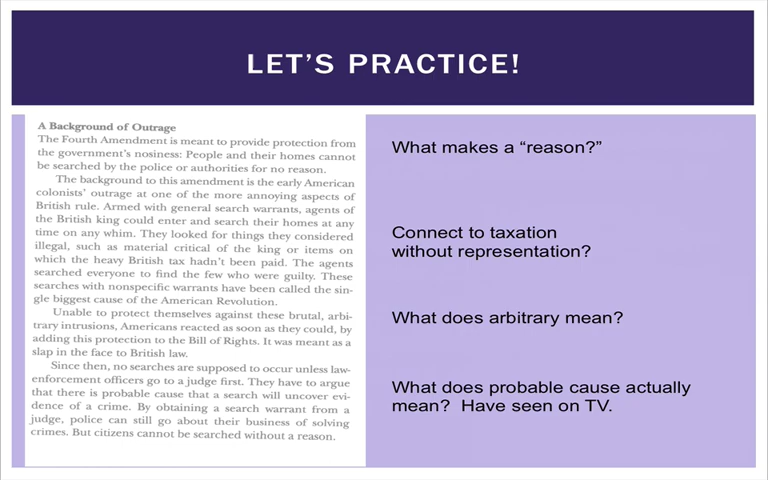 LET'S PRACTICE!
A Background of Outrage
The Fourth Amendment is meant to provide protection from
the government's nosiness: People and their homes cannot
be searched by the police or authorities for no reason.
The background to this amendment is the early American
colonists' outrage at one of the more annoying aspects of
British rule. Armed with general search warrants, agents of
the British king could enter and search their homes at any
time on any whim. They looked for things they considered
illegal, such as material critical of the king or items on
which the heavy British tax hadn't been paid. The agents
searched everyone to find the few who were guilty. These
searches with nonspecific warrants have been called the sin-
gle biggest cause of the American Revolution.
Unable to protect themselves against these brutal, arbi-
trary intrusions, Americans reacted as soon as they could, by
adding this protection to the Bill of Rights. It was meant as a
slap in the face to British law.
Since then, no searches are supposed to occur unless law-
enforcement officers go to a judge first. They have to argue
that there is probable cause that a search will uncover evi-
dence of a crime. By obtaining a search warrant from a
judge, police can still go about their business of solving
crimes. But citizens cannot be searched without a reason.
What makes a “reason?”
Connect to taxation
without representation?
What does arbitrary mean?
What does probable cause actually
mean?  Have seen on TV.